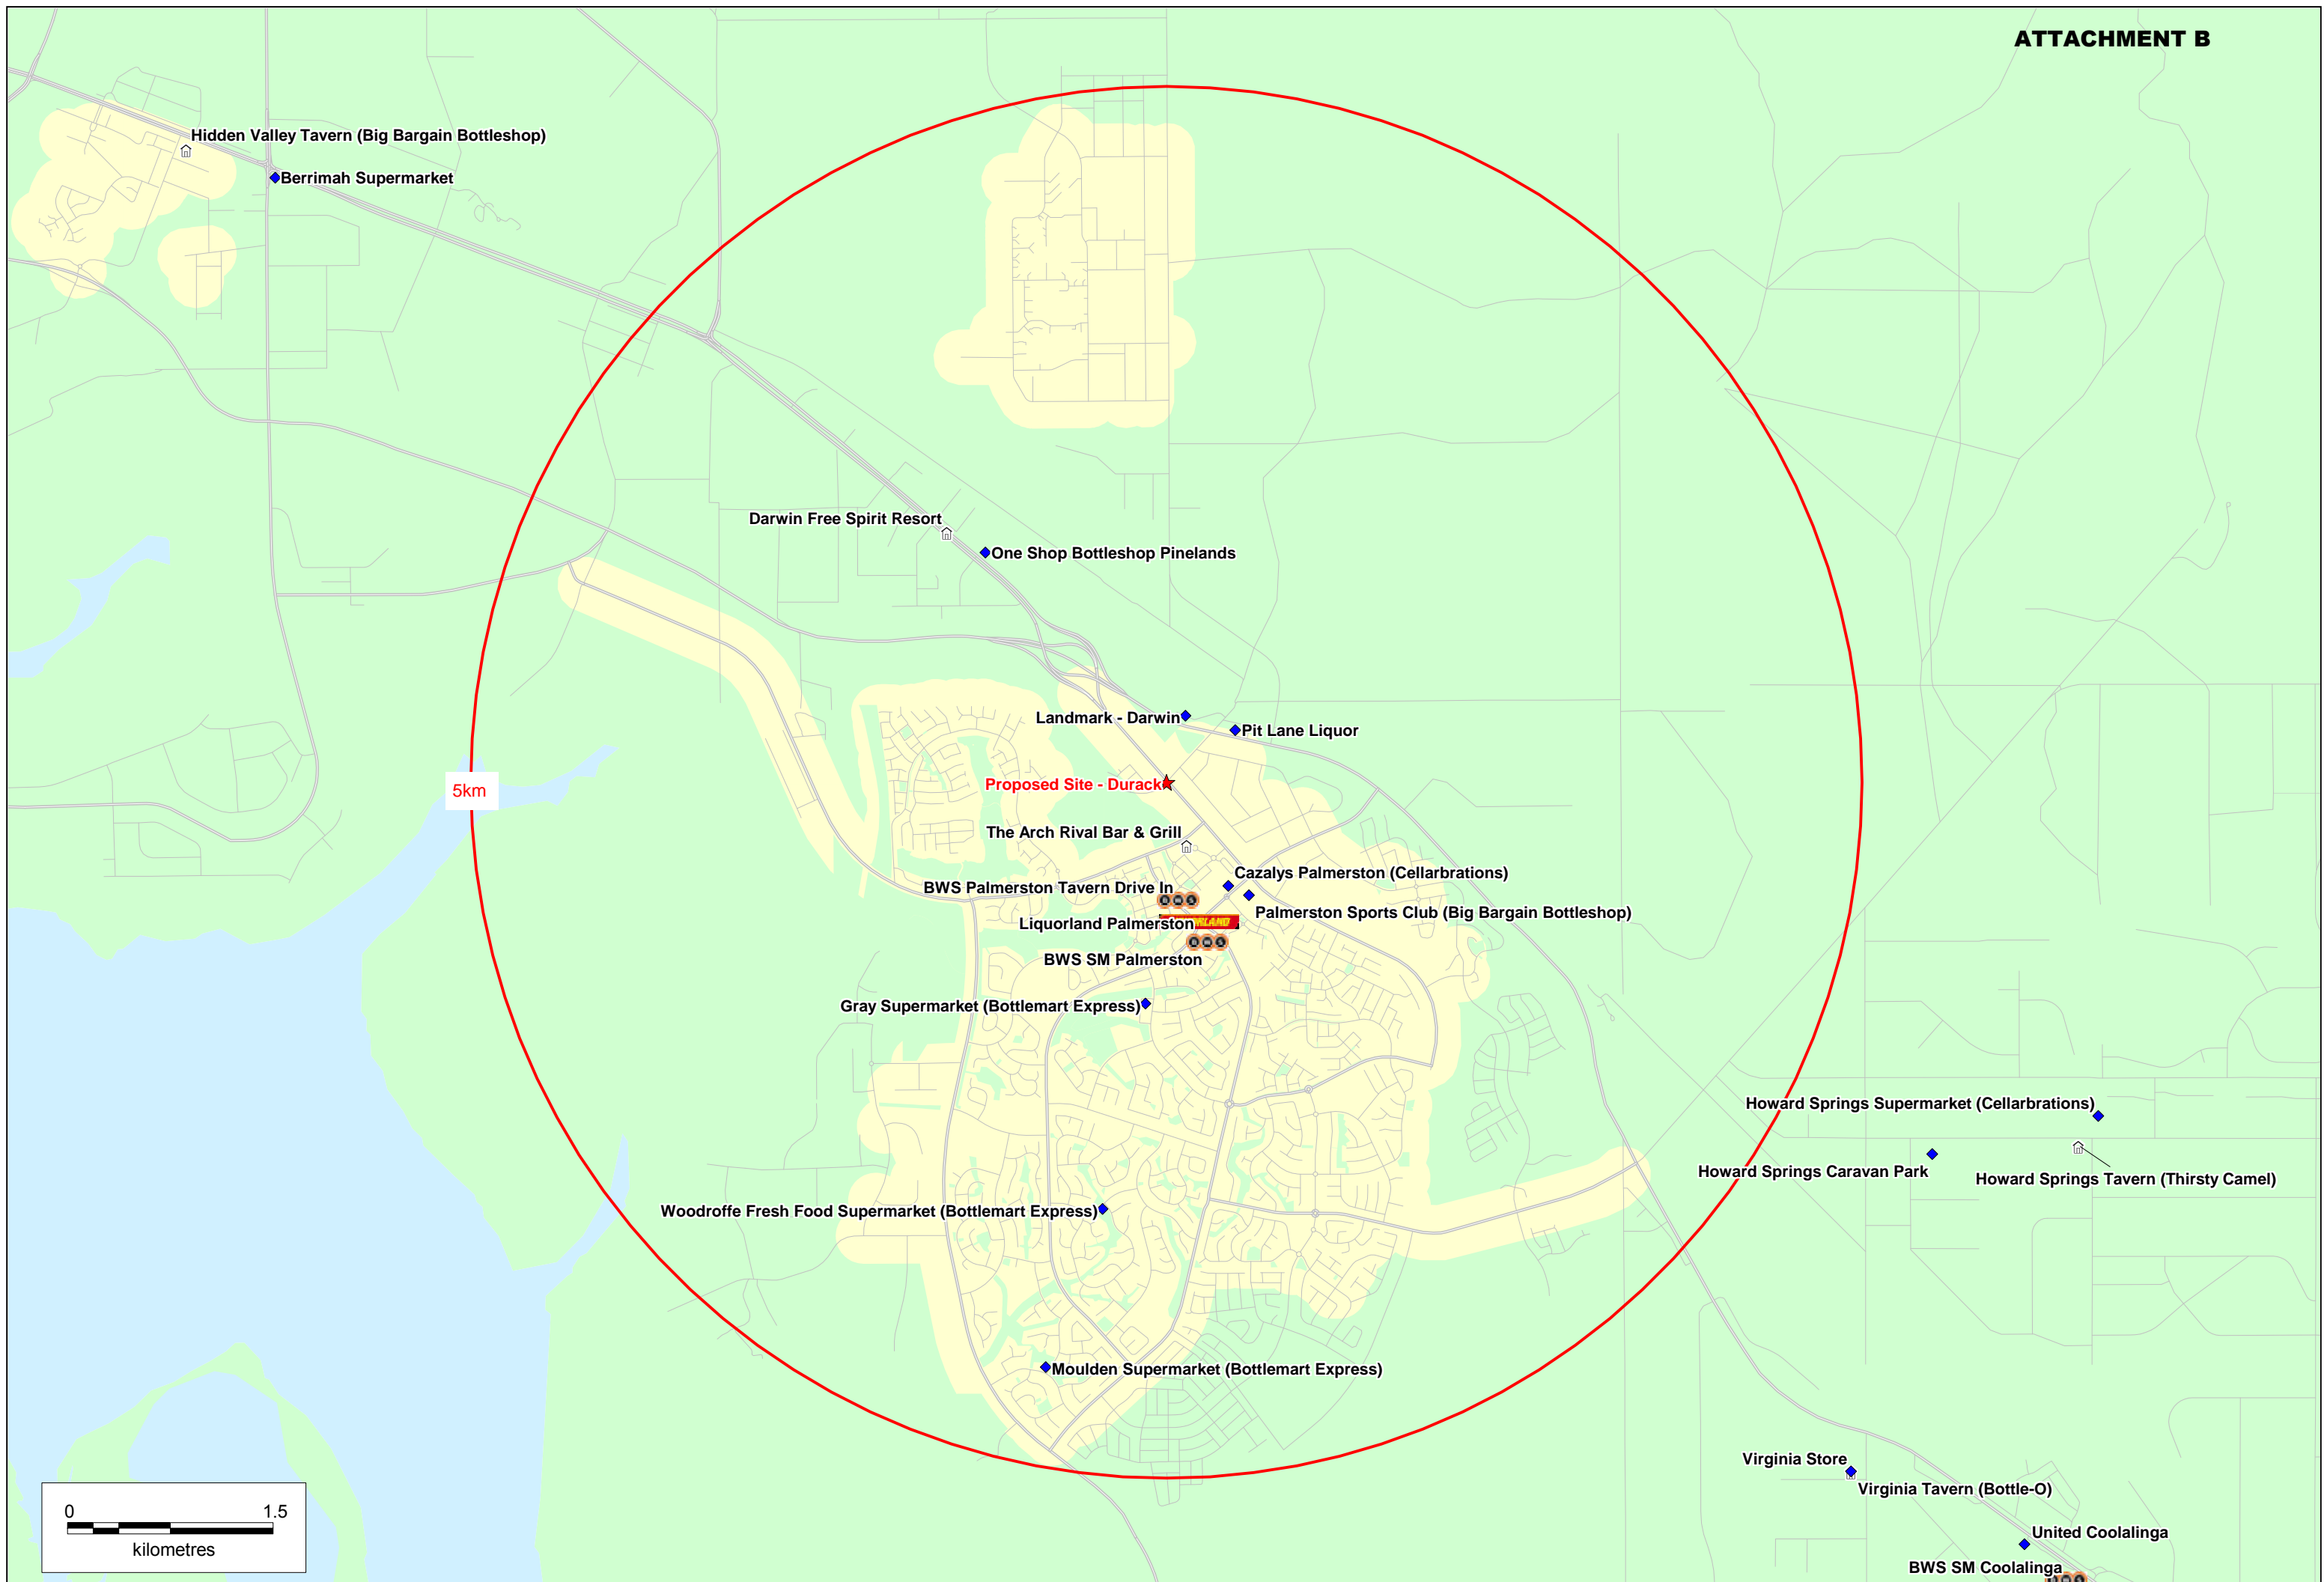 ATTACHMENT B
Hidden Valley Tavern (Big Bargain Bottleshop)
Berrimah Supermarket
Darwin Free Spirit Resort
One Shop Bottleshop Pinelands
Landmark - Darwin
Pit Lane Liquor
Proposed Site - Durack
5km
The Arch Rival Bar & Grill
Cazalys Palmerston (Cellarbrations)
BWS Palmerston Tavern Drive In
Palmerston Sports Club (Big Bargain Bottleshop)
Liquorland Palmerston
BWS SM Palmerston
Gray Supermarket (Bottlemart Express)
Howard Springs Supermarket (Cellarbrations)
Howard Springs Caravan Park
Howard Springs Tavern (Thirsty Camel)
Woodroffe Fresh Food Supermarket (Bottlemart Express)
Moulden Supermarket (Bottlemart Express)
Virginia Store
Virginia Tavern (Bottle-O)
0 1.5
kilometres
United Coolalinga
BWS SM Coolalinga